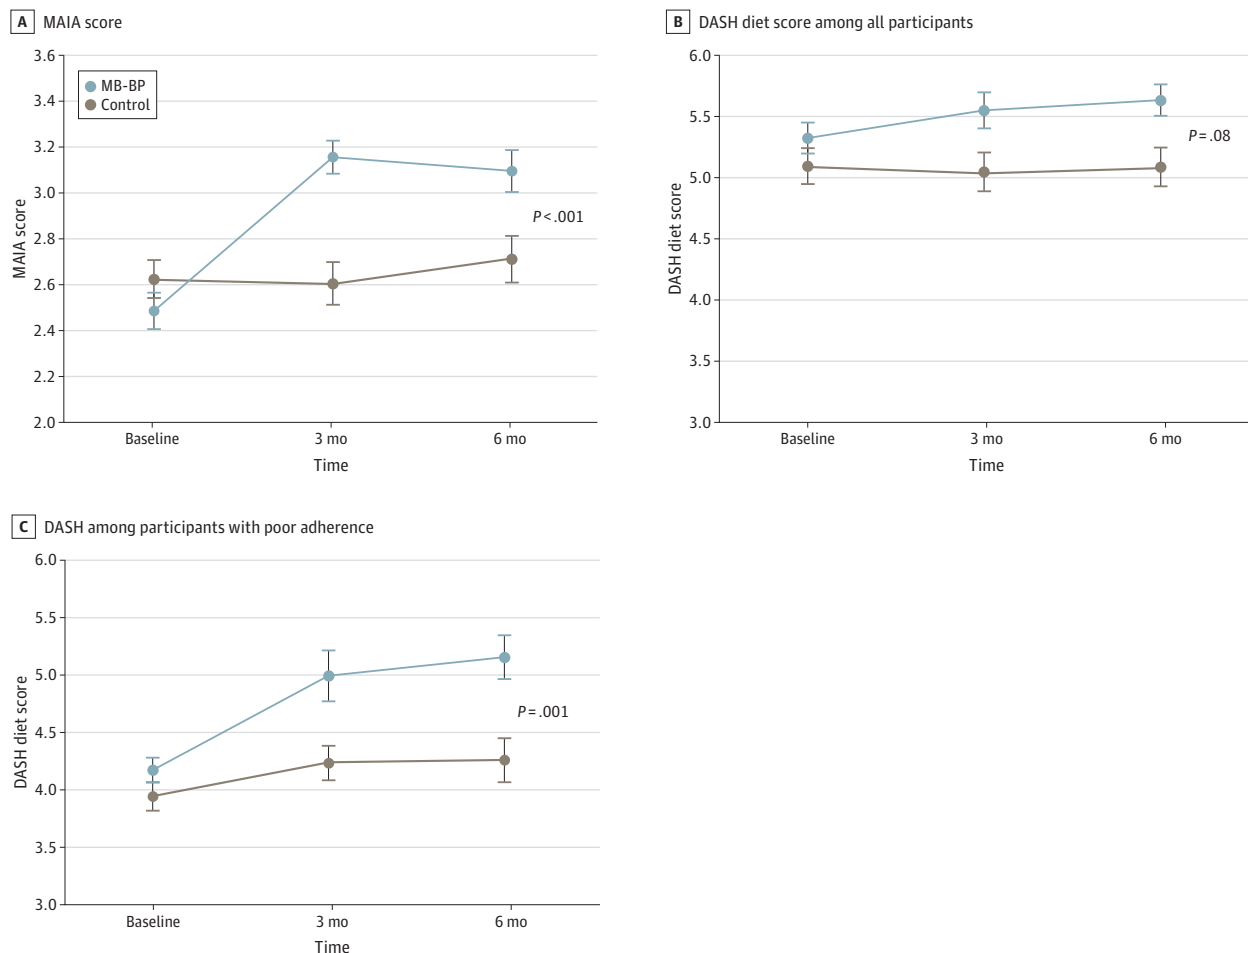 A MAIA score
3.6
3.4
3.2
3.0
2.8
2.6
2.4
2.2
2.0
MAIA score
MB-BP
Control
P < .001
Baseline
3 mo
6 mo
Time
B DASH diet score among all participants
6.0
5.5
5.0
4.5
4.0
3.5
3.0
DASH diet score
P = .08
Baseline
3 mo
6 mo
Time
C DASH among participants with poor adherence
6.0
5.5
5.0
4.5
4.0
3.5
3.0
DASH diet score
P = .001
Baseline
3 mo
6 mo
Time